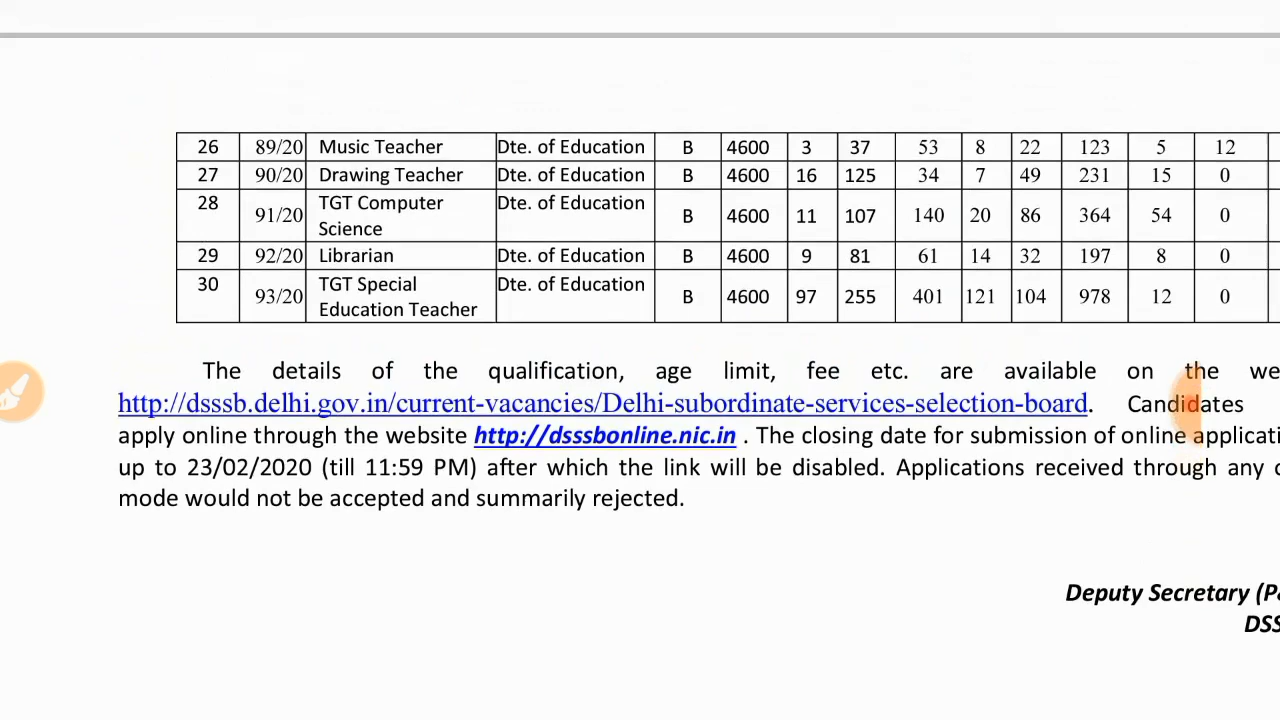 26 89/20 Music Teacher Dte. of Education B 4600 3 37 53 8 22 123 5 12
27 90/20 Drawing Teacher Dte. of Education B 4600 16 125 34 7 49 231 15 0
28 91/20 TGT Computer Science Dte. of Education B 4600 11 107 140 20 86 364 54 0
29 92/20 Librarian Dte. of Education B 4600 9 81 61 14 32 197 8 0
30 93/20 TGT Special Education Teacher Dte. of Education B 4600 97 255 401 121 104 978 12 0
The details of the qualification, age limit, fee etc. are available on the we
http://dsssb.delhi.gov.in/current-vacancies/Delhi-subordinate-services-selection-board. Candidates
apply online through the website http://dsssbonline.nic.in . The closing date for submission of online applicati
up to 23/02/2020 (till 11:59 PM) after which the link will be disabled. Applications received through any
mode would not be accepted and summarily rejected.
Deputy Secretary (P
DSS